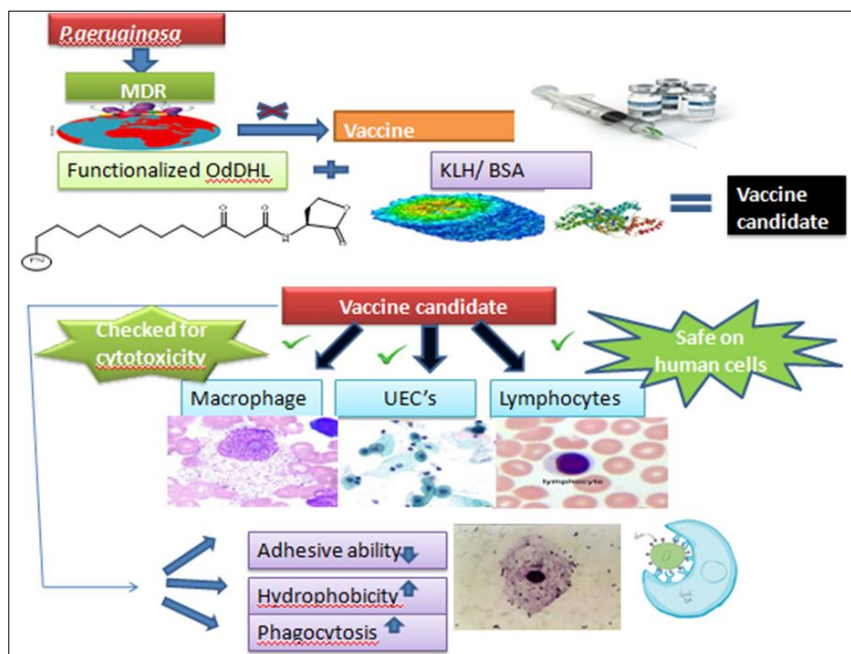 P.aeruginosa
MDR
Vaccine
Functionalized OdDHL
KLH/ BSA
Vaccine
candidate
O
O
O
N
H
O
FN
Vaccine candidate
Checked for
cytotoxicity
Safe on
human cells
Macrophage
UEC's
Lymphocytes
lymphocyte
Adhesive ability
Hydrophobicity
Phagocytosis